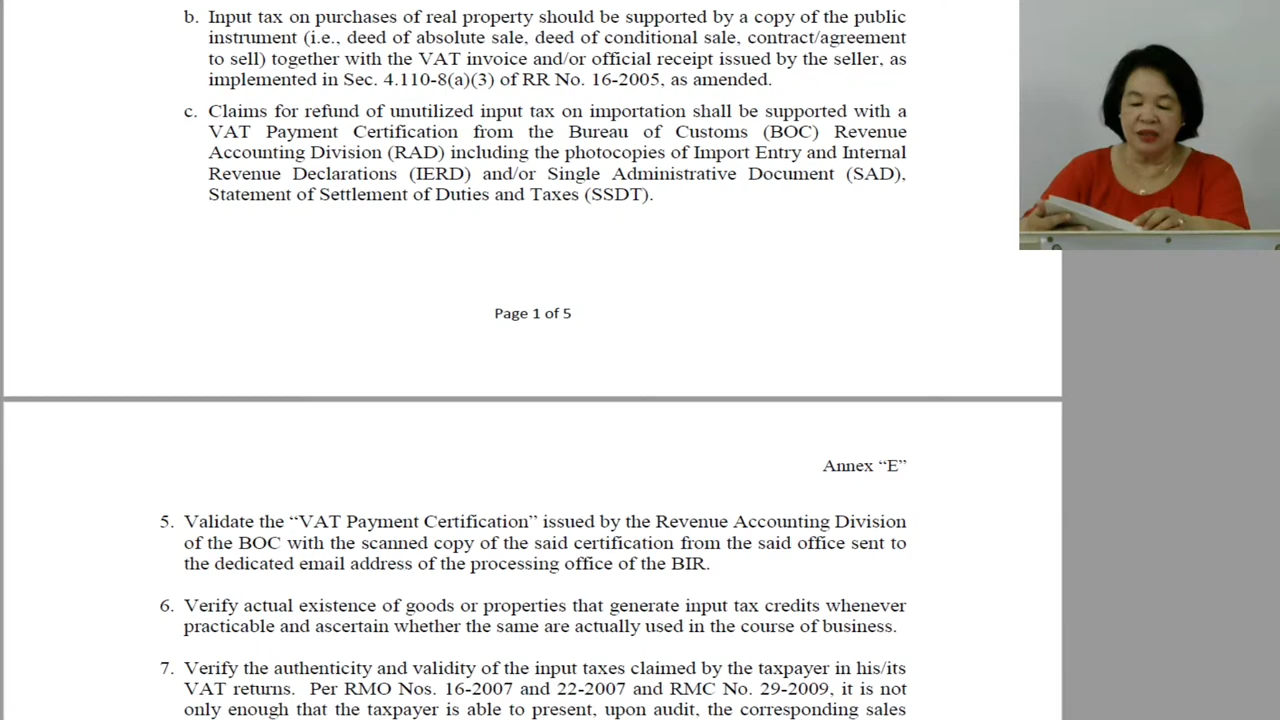 b. Input tax on purchases of real property should be supported by a copy of the public
instrument (i.e., deed of absolute sale, deed of conditional sale, contract/agreement
to sell) together with the VAT invoice and/or official receipt issued by the seller, as
implemented in Sec. 4.110-8(a)(3) of RR No. 16-2005, as amended.
c. Claims for refund of unutilized input tax on importation shall be supported with a
VAT Payment Certification from the Bureau of Customs (BOC) Revenue
Accounting Division (RAD) including the photocopies of Import Entry and Internal
Revenue Declarations (IERD) and/or Single Administrative Document (SAD),
Statement of Settlement of Duties and Taxes (SSDT).
Page 1 of 5
Annex “E”
5. Validate the “VAT Payment Certification” issued by the Revenue Accounting Division
of the BOC with the scanned copy of the said certification from the said office sent to
the dedicated email address of the processing office of the BIR.
6. Verify actual existence of goods or properties that generate input tax credits whenever
practicable and ascertain whether the same are actually used in the course of business.
7. Verify the authenticity and validity of the input taxes claimed by the taxpayer in his/its
VAT returns. Per RMO Nos. 16-2007 and 22-2007 and RMC No. 29-2009, it is not
only enough that the taxpayer is able to present, upon audit, the corresponding sales